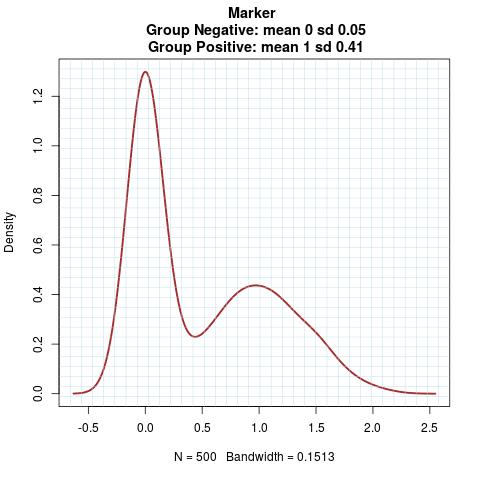 Marker
Group Negative: mean 0 sd 0.05
Group Positive: mean 1 sd 0.41
Density
0.0 0.2 0.4 0.6 0.8 1.0 1.2
-0.5 0.0 0.5 1.0 1.5 2.0 2.5
N = 500 Bandwidth = 0.1513